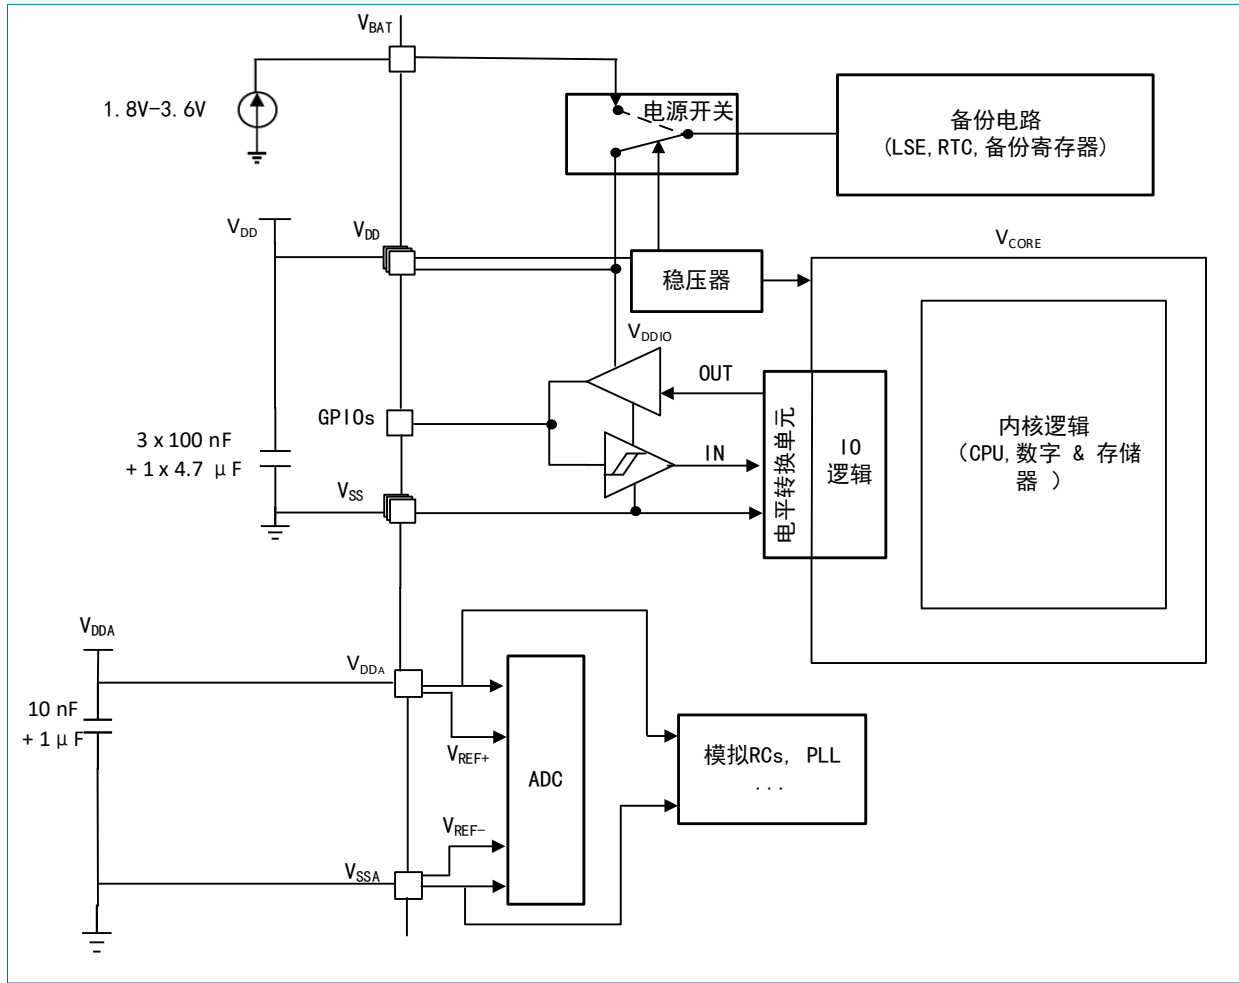 VBAT
1.8V-3.6V
电源开关
备份电路
(LSE,RTC,备份寄存器)
VDD
VDD
稳压器
VCORE
VDDIO
OUT
GPIOs
3 x 100 nF
+ 1 x 4.7 μF
IN
电平转换单元
IO
逻辑
内核逻辑
(CPU,数字 & 存储
器 )
VSS
VDDA
VDDA
10 nF
+ 1 μF
VREF+
ADC
模拟RCs, PLL
...
VREF-
VSSA